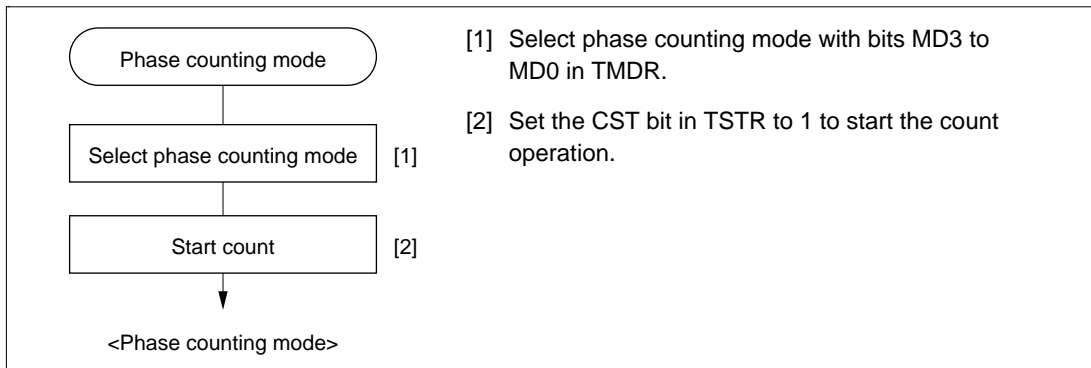 Phase counting mode
Select phase counting mode [1]
Start count [2]
<Phase counting mode>
[1] Select phase counting mode with bits MD3 to
MD0 in TMDR.
[2] Set the CST bit in TSTR to 1 to start the count
operation.